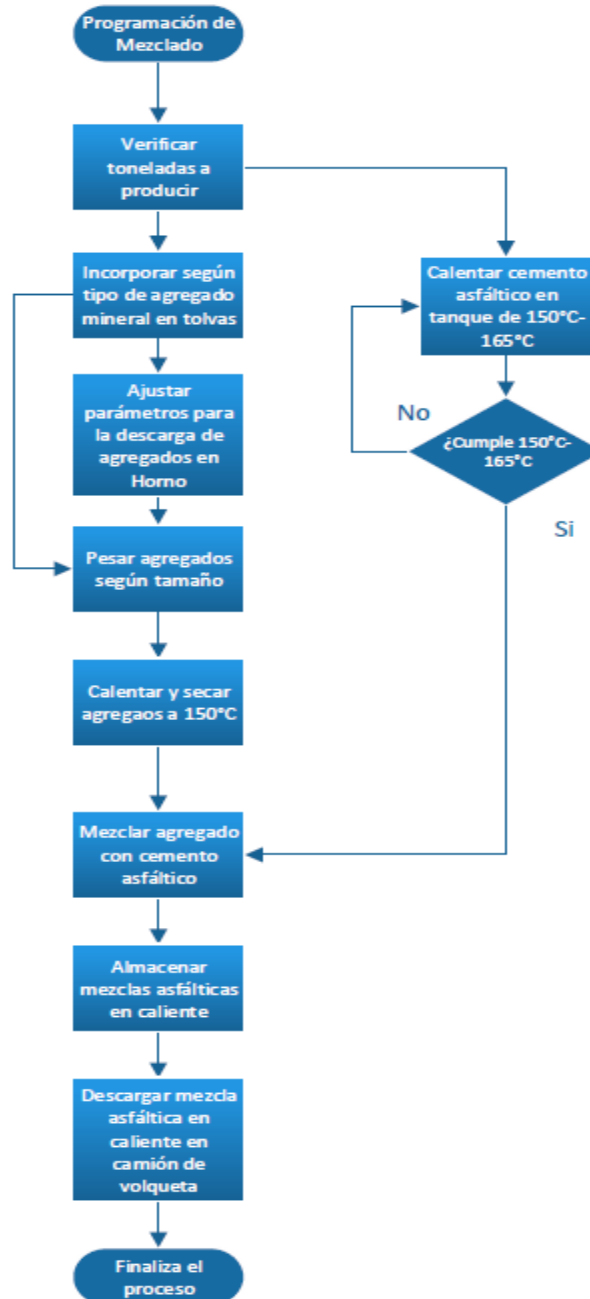 Programación de
Mezclado
Verificar
toneladas a
producir
Incorporar según
tipo de agregado
mineral en tolvas
Calentar cemento
asfáltico en
tanque de 150°C-
165°C
Ajustar
parámetros para
la descarga de
agregados en
Horno
No
¿Cumple 150°C-
165°C
Si
Pesar agregados
según tamaño
Calentar y secar
agregaos a 150°C
Mezclar agregado
con cemento
asfáltico
Almacenar
mezclas asfálticas
en caliente
Descargar mezcla
asfáltica en
caliente en
camión de
volqueta
Finaliza el
proceso